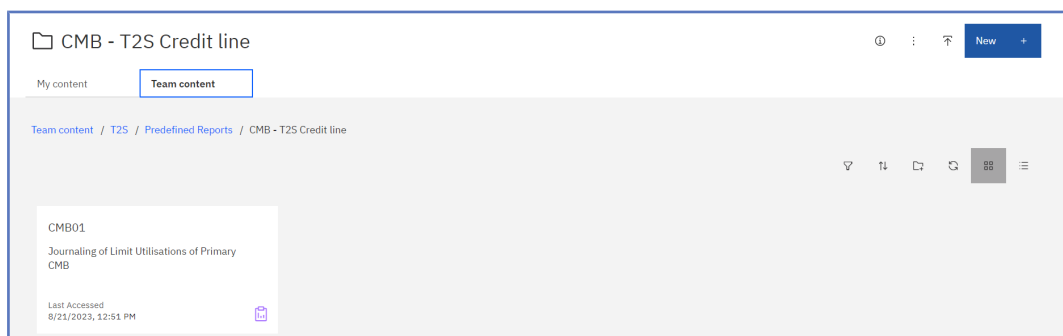 CMB - T2S Credit line
New +
My content
Team content
Team content / T2S / Predefined Reports / CMB - T2S Credit line
CMB01
Journaling of Limit Utilisations of Primary
CMB
Last Accessed
8/21/2023, 12:51 PM